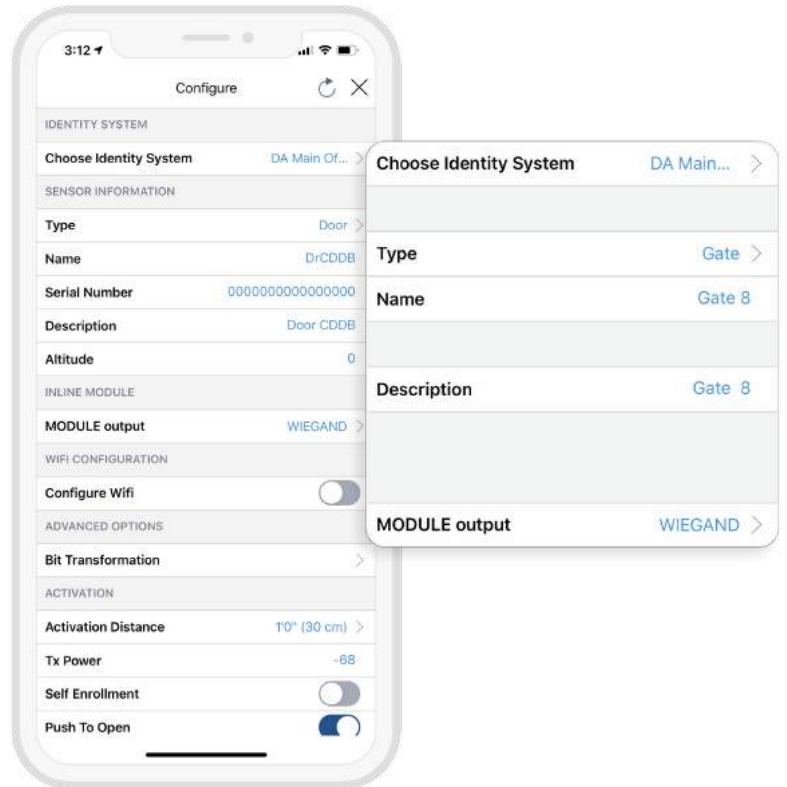 3:12
Configure
IDENTITY SYSTEM
Choose Identity System DA Main Of...
SENSOR INFORMATION
Type Door
Name DrCDDB
Serial Number 0000000000000000
Description Door CDDB
Altitude 0
INLINE MODULE
MODULE output WIEGAND
WIFI CONFIGURATION
Configure Wifi
ADVANCED OPTIONS
Bit Transformation
ACTIVATION
Activation Distance 1'0" (30 cm)
Tx Power -68
Self Enrollment
Push To Open
Choose Identity System DA Main...
Type Gate
Name Gate 8
Description Gate 8
MODULE output WIEGAND